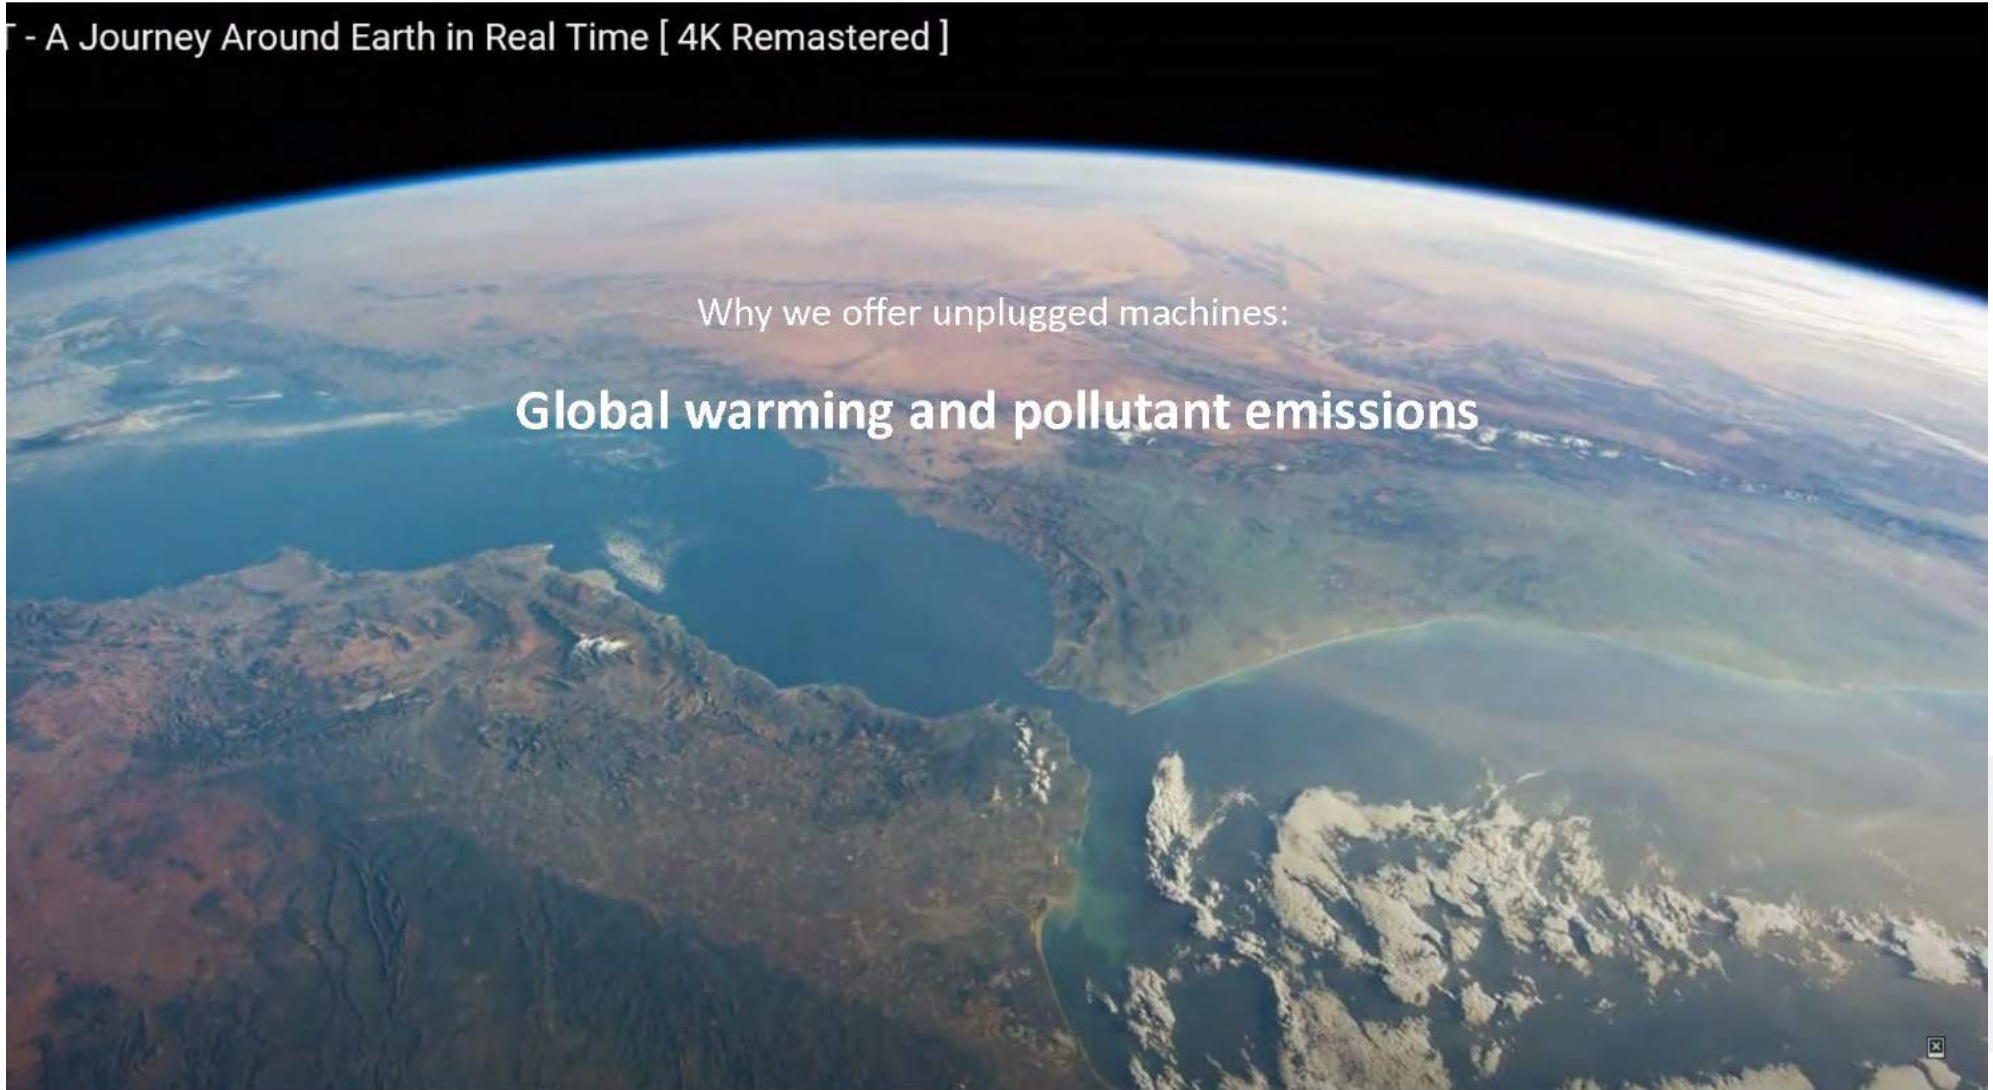 - A Journey Around Earth in Real Time [ 4K Remastered ]
Why we offer unplugged machines:
Global warming and pollutant emissions